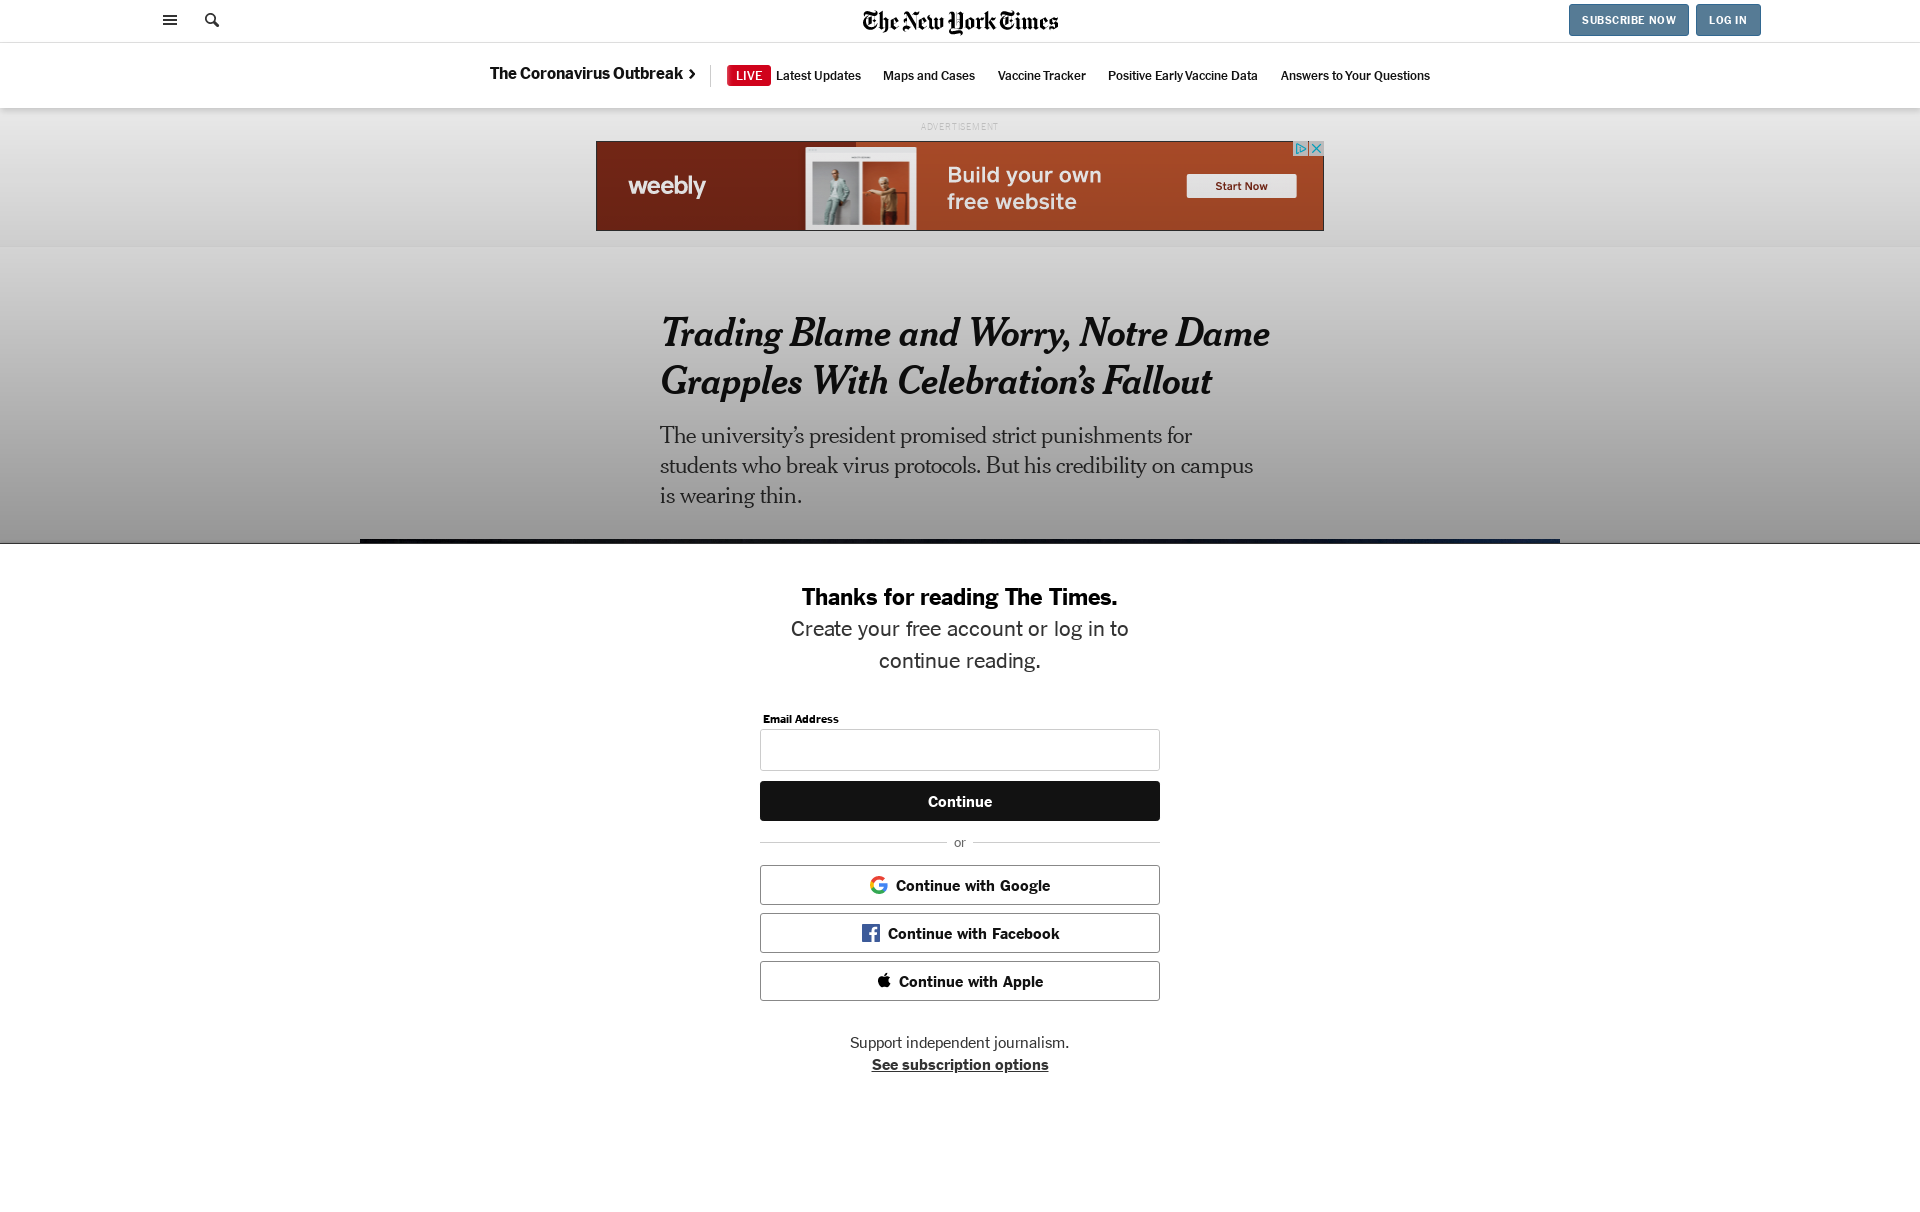 The New York Times
SUBSCRIBE NOW
LOG IN
The Coronavirus Outbreak
LIVE Latest Updates
Maps and Cases
Vaccine Tracker
Positive Early Vaccine Data
Answers to Your Questions
ADVERTISEMENT
weebly
Build your own
free website
Start Now
Trading Blame and Worry, Notre Dame
Grapples With Celebration’s Fallout
The university’s president promised strict punishments for
students who break virus protocols. But his credibility on campus
is wearing thin.
Thanks for reading The Times.
Create your free account or log in to
continue reading.
Email Address
Continue
or
Continue with Google
Continue with Facebook
Continue with Apple
Support independent journalism.
See subscription options